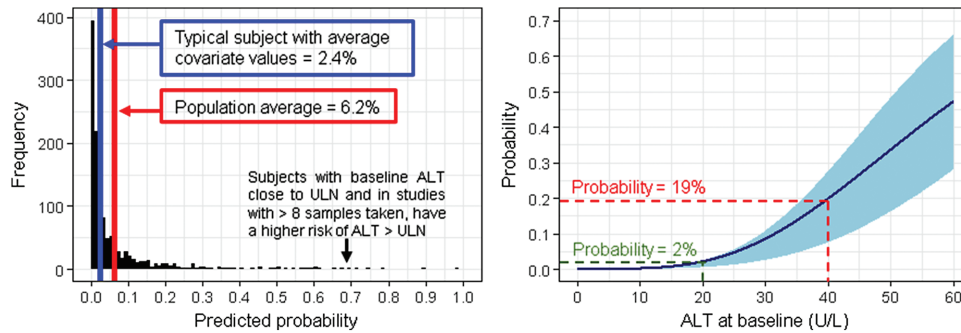 400
300
200
100
0
Frequency
Typical subject with average
covariate values = 2.4%
Population average = 6.2%
Subjects with baseline ALT
close to ULN and in studies
with > 8 samples taken, have
a higher risk of ALT > ULN
0.0 0.1 0.2 0.3 0.4 0.5 0.6 0.7 0.8 0.9 1.0
Predicted probability
0.7
0.6
0.5
0.4
0.3
0.2
0.1
0.0
Probability
Probability = 19%
Probability = 2%
0 10 20 30 40 50 60
ALT at baseline (U/L)